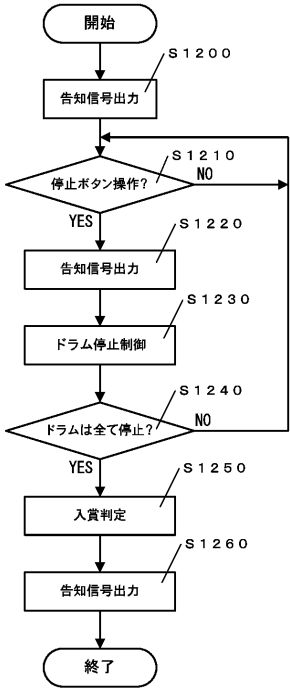 開始
S1200
告知信号出力
S1210
停止ボタン操作？
NO
YES
S1220
告知信号出力
S1230
ドラム停止制御
S1240
ドラムは全て停止？
NO
YES
S1250
入賞判定
S1260
告知信号出力
終了